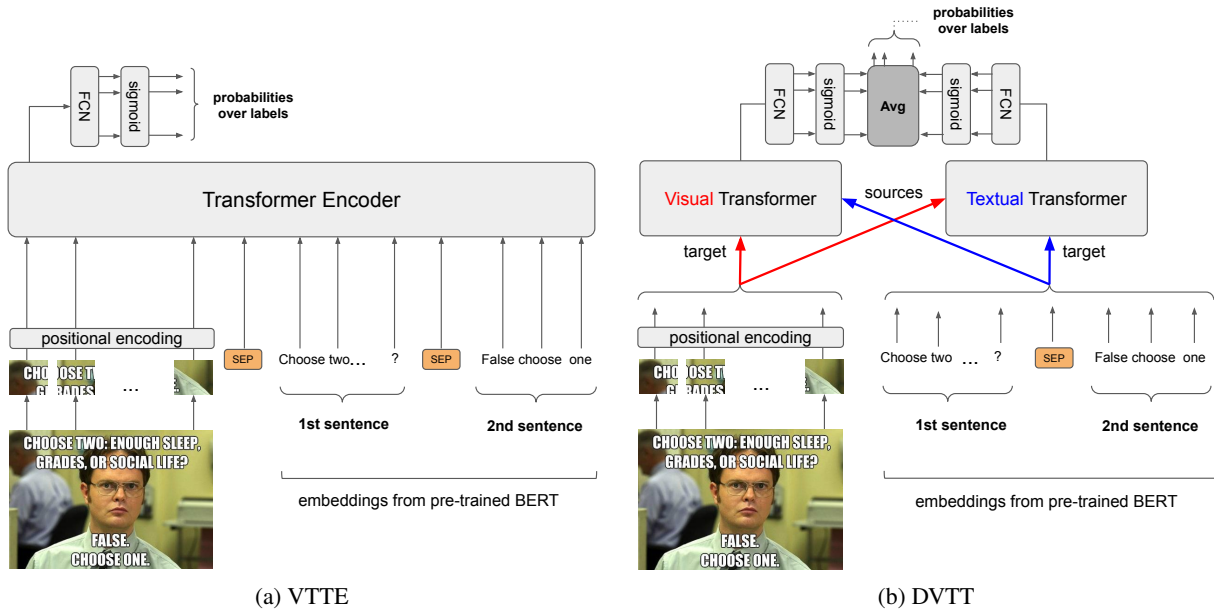 FCN
sigmoid
probabilities
over labels
Transformer Encoder
positional encoding
CHOOSE TW
GRADES
...
E.
SEP
Choose two... ?
SEP
False choose one
1st sentence
2nd sentence
CHOOSE TWO: ENOUGH SLEEP,
GRADES, OR SOCIAL LIFE?
FALSE.
CHOOSE ONE.
embeddings from pre-trained BERT
(a) VTTE
probabilities
over labels
FCN
sigmoid
Avg
sigmoid
FCN
Visual Transformer
sources
Textual Transformer
target
target
positional encoding
...
Choose two ... ?
SEP
False choose one
1st sentence
2nd sentence
CHOOSE TWO: ENOUGH SLEEP,
GRADES, OR SOCIAL LIFE?
FALSE.
CHOOSE ONE.
embeddings from pre-trained BERT
(b) DVTT